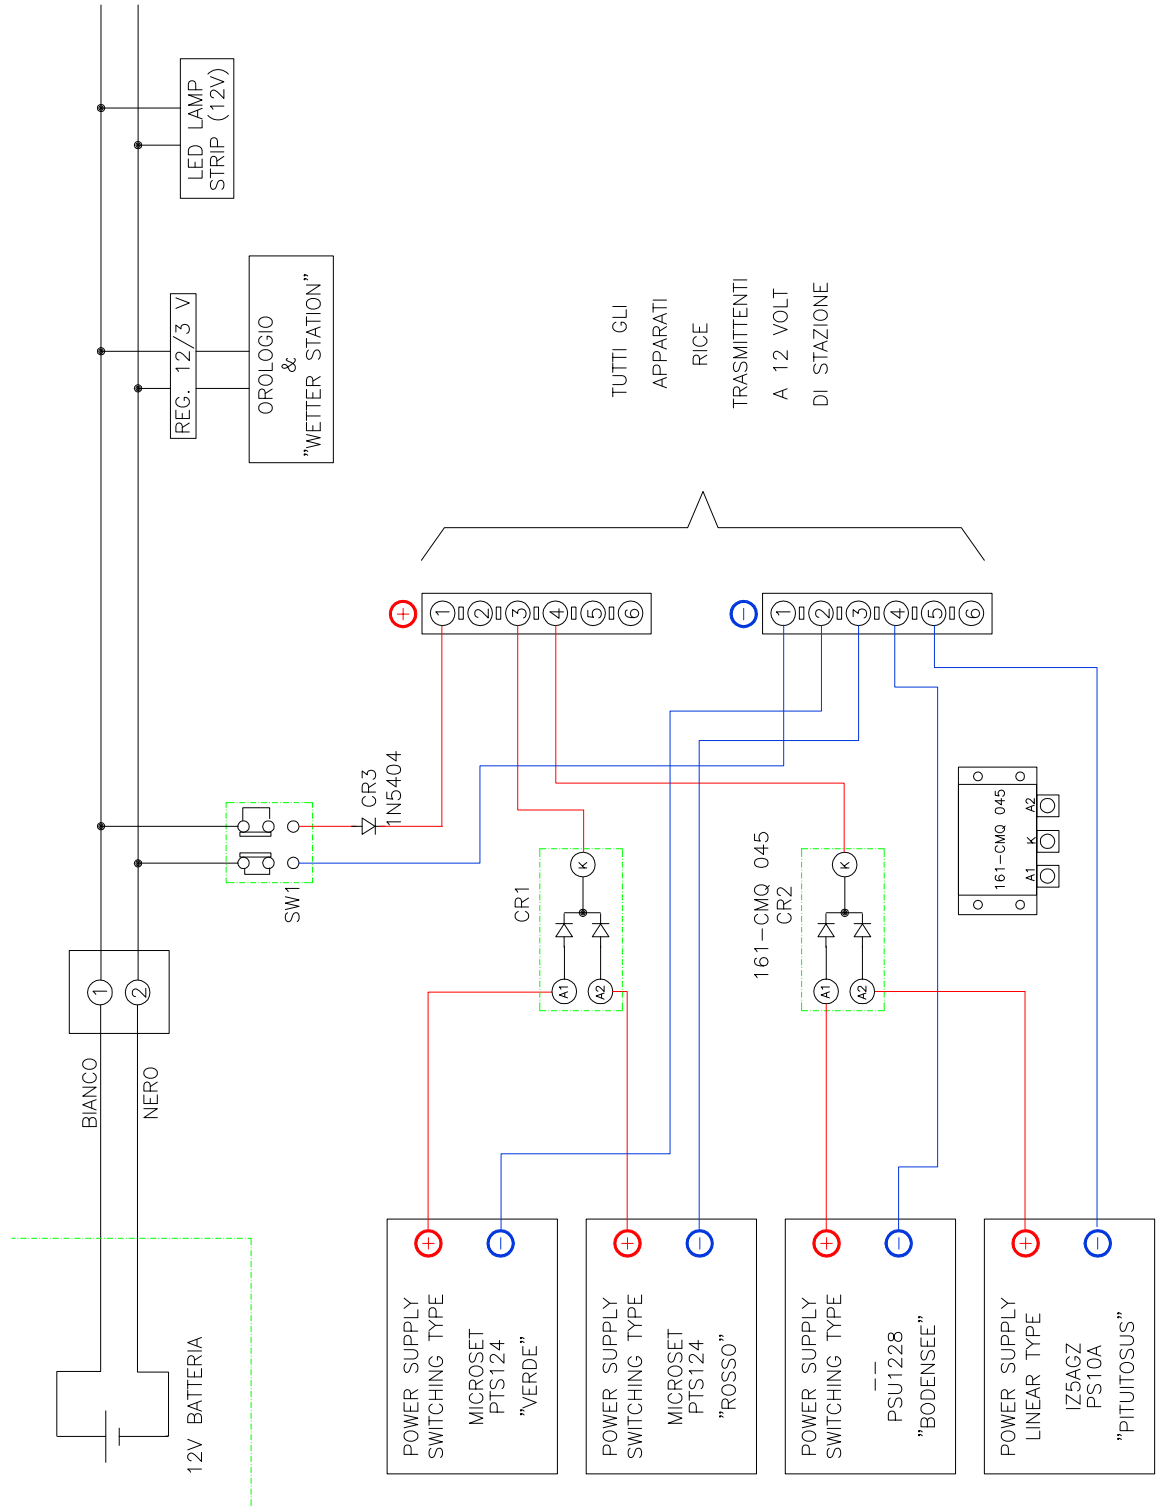 12V BATTERIA
BIANCO
NERO
1
2
SW1
CR3
1N5404
REG. 12/3 V
OROLOGIO
&
"WETTER STATION"
LED LAMP
STRIP (12V)
POWER SUPPLY
SWITCHING TYPE
MICROSET
PTS124
"VERDE"
+
−
POWER SUPPLY
SWITCHING TYPE
MICROSET
PTS124
"ROSSO"
+
−
POWER SUPPLY
SWITCHING TYPE
--
PSU1228
"BODENSEE"
+
−
POWER SUPPLY
LINEAR TYPE
IZ5AGZ
PS10A
"PITUITOSUS"
+
−
CR1
A1
A2
K
161-CMQ 045
CR2
A1
A2
K
161-CMQ 045
A1
K
A2
+
1
2
3
4
5
6
−
1
2
3
4
5
6
TUTTI GLI
APPARATI
RICE
TRASMITTENTI
A 12 VOLT
DI STAZIONE